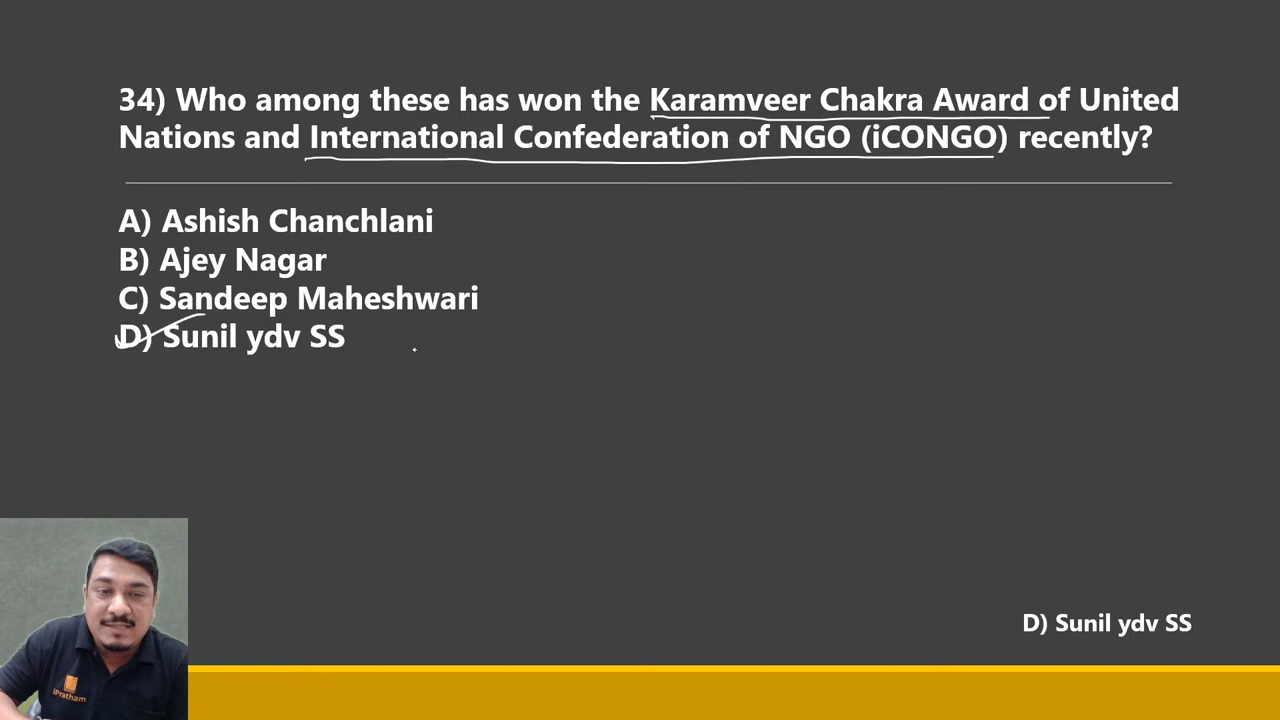 34) Who among these has won the Karamveer Chakra Award of United
Nations and International Confederation of NGO (iCONGO) recently?
A) Ashish Chanchlani
B) Ajey Nagar
C) Sandeep Maheshwari
D) Sunil ydv SS
D) Sunil ydv SS
iPratham